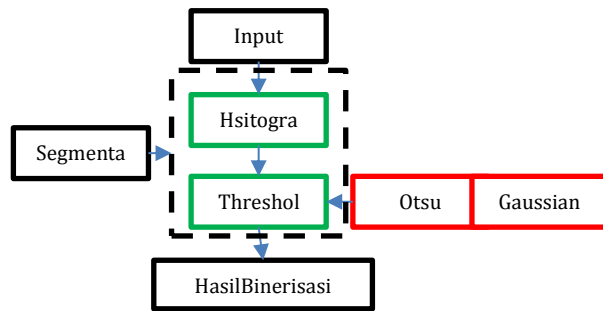 Input
Hsitogra
Segmenta
Threshol
Otsu
Gaussian
HasilBinerisasi